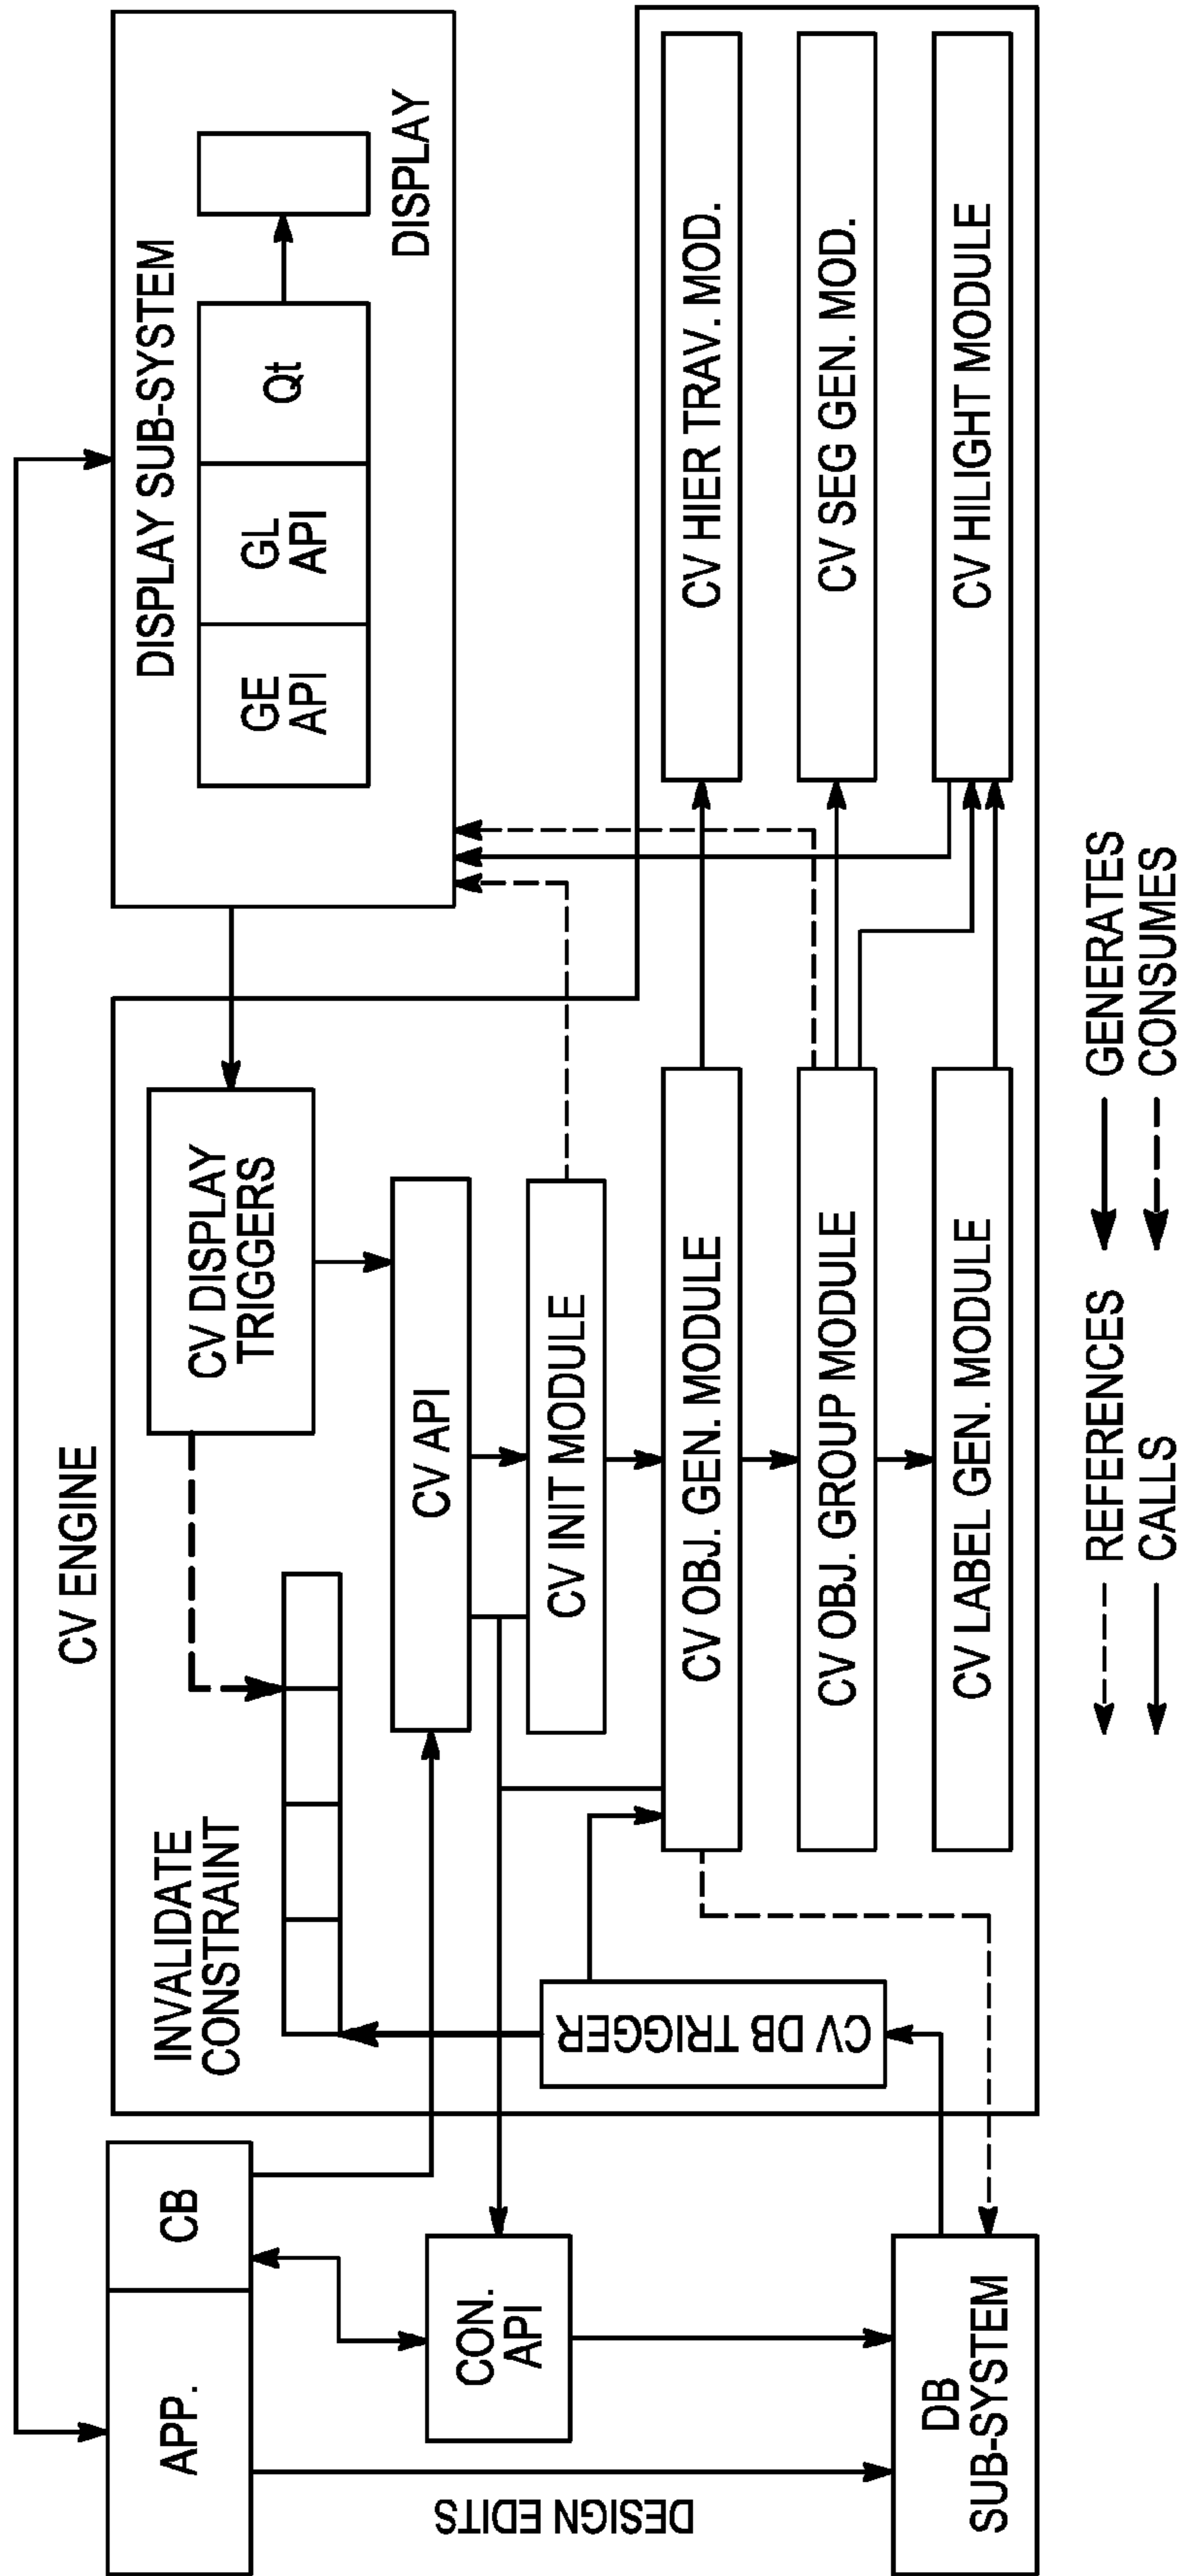 CV ENGINE
DISPLAY SUB-SYSTEM
GE
API
GL
API
Qt
DISPLAY
APP.
CB
INVALIDATE
CONSTRAINT
CV DISPLAY
TRIGGERS
CV API
CON.
API
CV INIT MODULE
DESIGN EDITS
CV DB TRIGGER
CV OBJ. GEN. MODULE
CV HIER TRAV. MOD.
CV OBJ. GROUP MODULE
CV SEG GEN. MOD.
DB
SUB-SYSTEM
CV LABEL GEN. MODULE
CV HILIGHT MODULE
REFERENCES
GENERATES
CALLS
CONSUMES